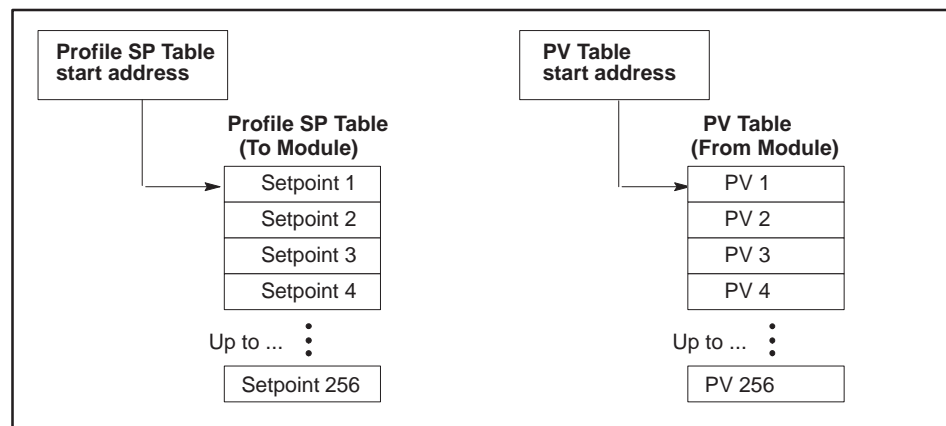 Profile SP Table
start address
Profile SP Table
(To Module)
Setpoint 1
Setpoint 2
Setpoint 3
Setpoint 4
Up to ...
Setpoint 256
PV Table
start address
PV Table
(From Module)
PV 1
PV 2
PV 3
PV 4
Up to ...
PV 256